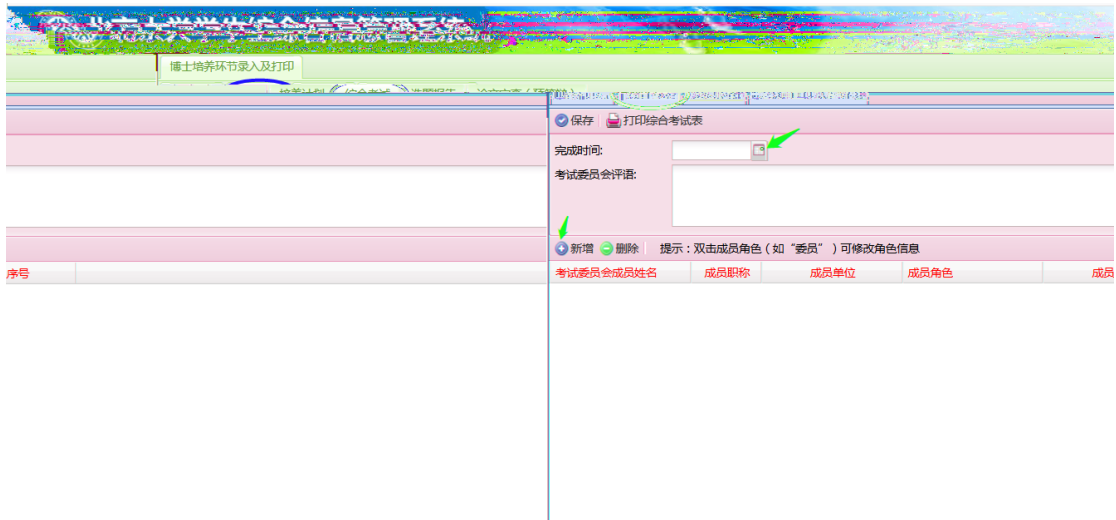 博士培养环节录入及打印
保存 打印综合考试表
完成时间:
考试委员会评语:
新增 删除 提示：双击成员角色（如“委员”）可修改角色信息
序号 考试委员会成员姓名 成员职称 成员单位 成员角色 成员